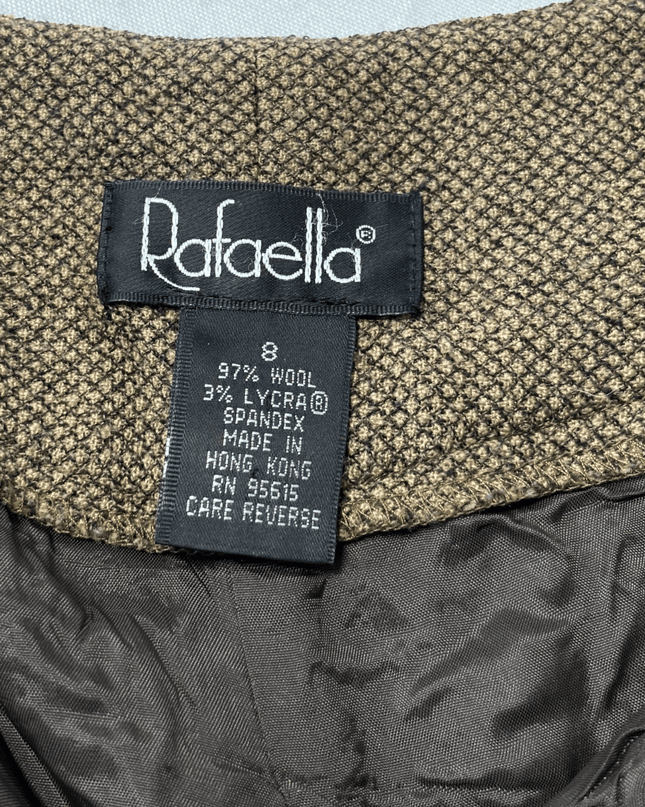 Rafaella®
8
97% WOOL
3% LYCRA®
SPANDEX
MADE IN
HONG KONG
RN 95615
CARE REVERSE